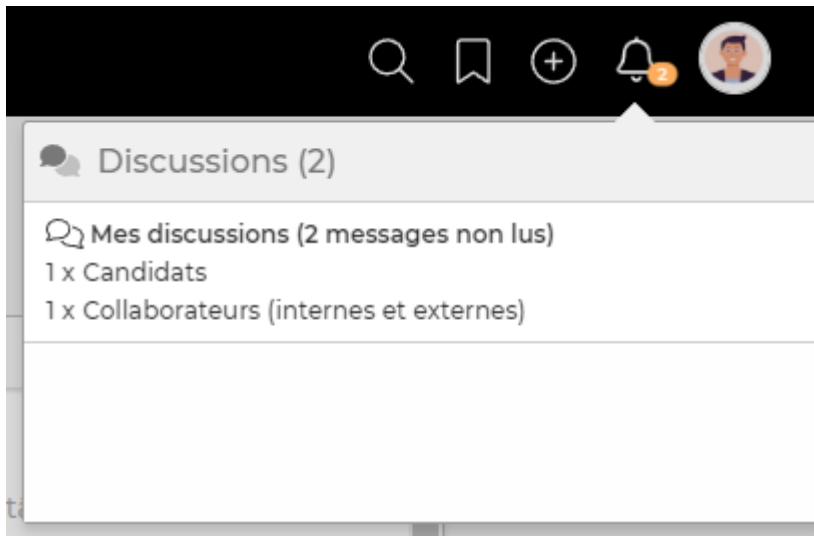 2
Discussions (2)
Mes discussions (2 messages non lus)
1 x Candidats
1 x Collaborateurs (internes et externes)